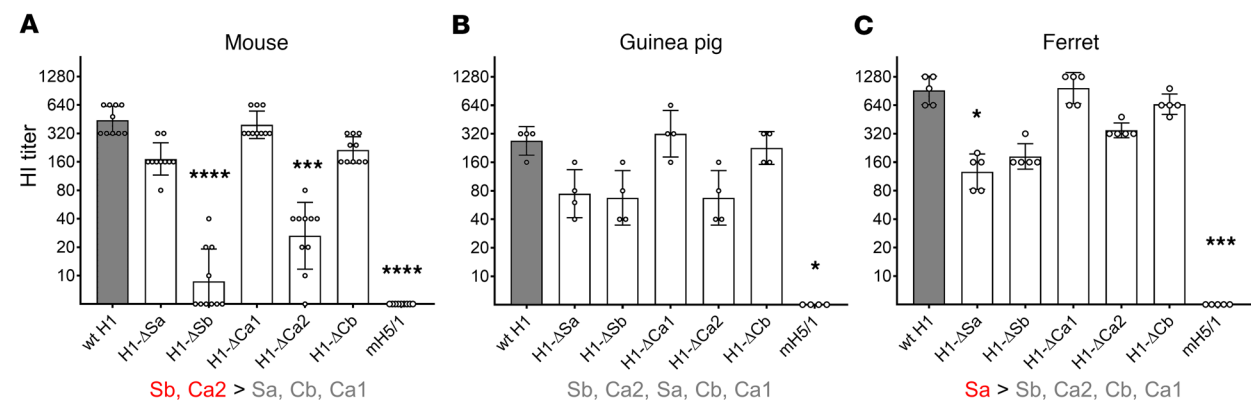 A
Mouse
HI titer
1280
640
320
160
80
40
20
10
****
***
****
wt H1
H1-ΔSa
H1-ΔSb
H1-ΔCa1
H1-ΔCa2
H1-ΔCb
mH5/1
Sb, Ca2 > Sa, Cb, Ca1
B
Guinea pig
1280
640
320
160
80
40
20
10
*
wt H1
H1-ΔSa
H1-ΔSb
H1-ΔCa1
H1-ΔCa2
H1-ΔCb
mH5/1
Sb, Ca2, Sa, Cb, Ca1
C
Ferret
1280
640
320
160
80
40
20
10
*
***
wt H1
H1-ΔSa
H1-ΔSb
H1-ΔCa1
H1-ΔCa2
H1-ΔCb
mH5/1
Sa > Sb, Ca2, Cb, Ca1